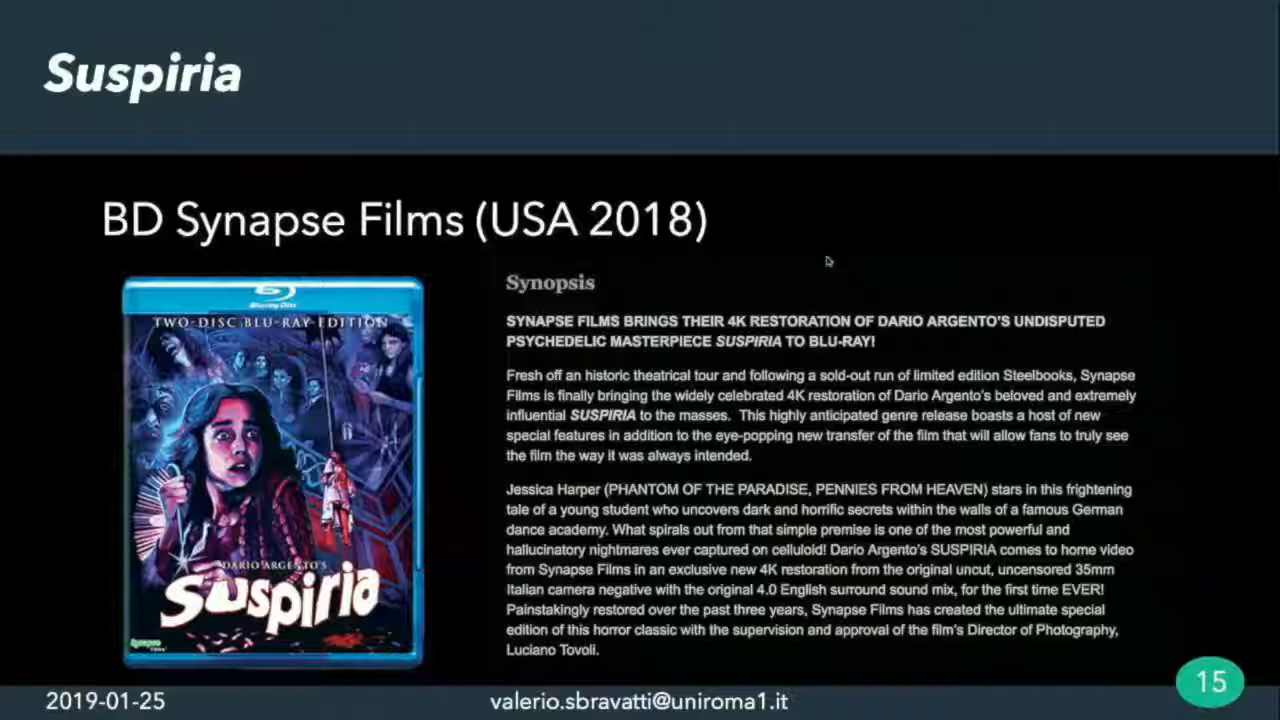 Suspiria
BD Synapse Films (USA 2018)
Blu-ray Disc
TWO-DISC BLU-RAY EDITION
DARIO ARGENTO'S
Suspiria
Synapse
FILMS
Synopsis
SYNAPSE FILMS BRINGS THEIR 4K RESTORATION OF DARIO ARGENTO'S UNDISPUTED
PSYCHEDELIC MASTERPIECE SUSPIRIA TO BLU-RAY!
Fresh off an historic theatrical tour and following a sold-out run of limited edition Steelbooks, Synapse
Films is finally bringing the widely celebrated 4K restoration of Dario Argento's beloved and extremely
influential SUSPIRIA to the masses. This highly anticipated genre release boasts a host of new
special features in addition to the eye-popping new transfer of the film that will allow fans to truly see
the film the way it was always intended.
Jessica Harper (PHANTOM OF THE PARADISE, PENNIES FROM HEAVEN) stars in this frightening
tale of a young student who uncovers dark and horrific secrets within the walls of a famous German
dance academy. What spirals out from that simple premise is one of the most powerful and
hallucinatory nightmares ever captured on celluloid! Dario Argento's SUSPIRIA comes to home video
from Synapse Films in an exclusive new 4K restoration from the original uncut, uncensored 35mm
Italian camera negative with the original 4.0 English surround sound mix, for the first time EVER!
Painstakingly restored over the past three years, Synapse Films has created the ultimate special
edition of this horror classic with the supervision and approval of the film's Director of Photography,
Luciano Tovoli.
2019-01-25
valerio.sbravatti@uniroma1.it
15